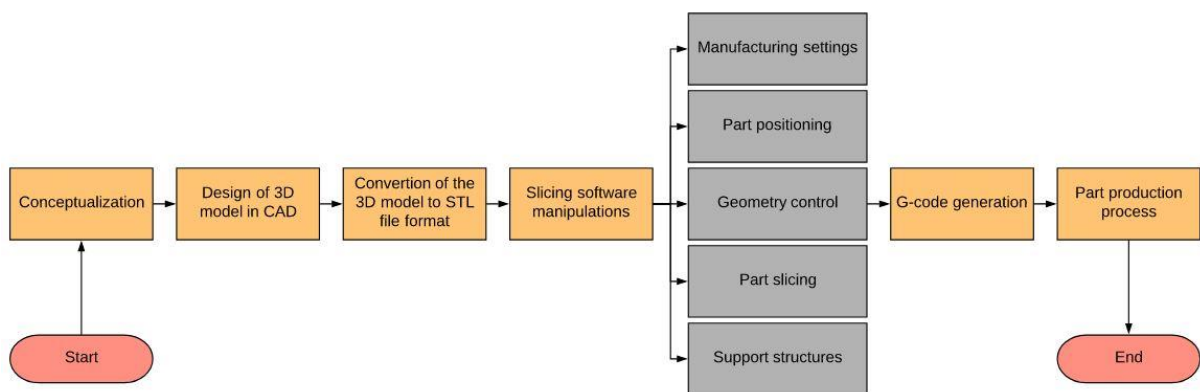 Start
Conceptualization
Design of 3D
model in CAD
Convertion of the
3D model to STL
file format
Slicing software
manipulations
Manufacturing settings
Part positioning
Geometry control
Part slicing
Support structures
G-code generation
Part production
process
End